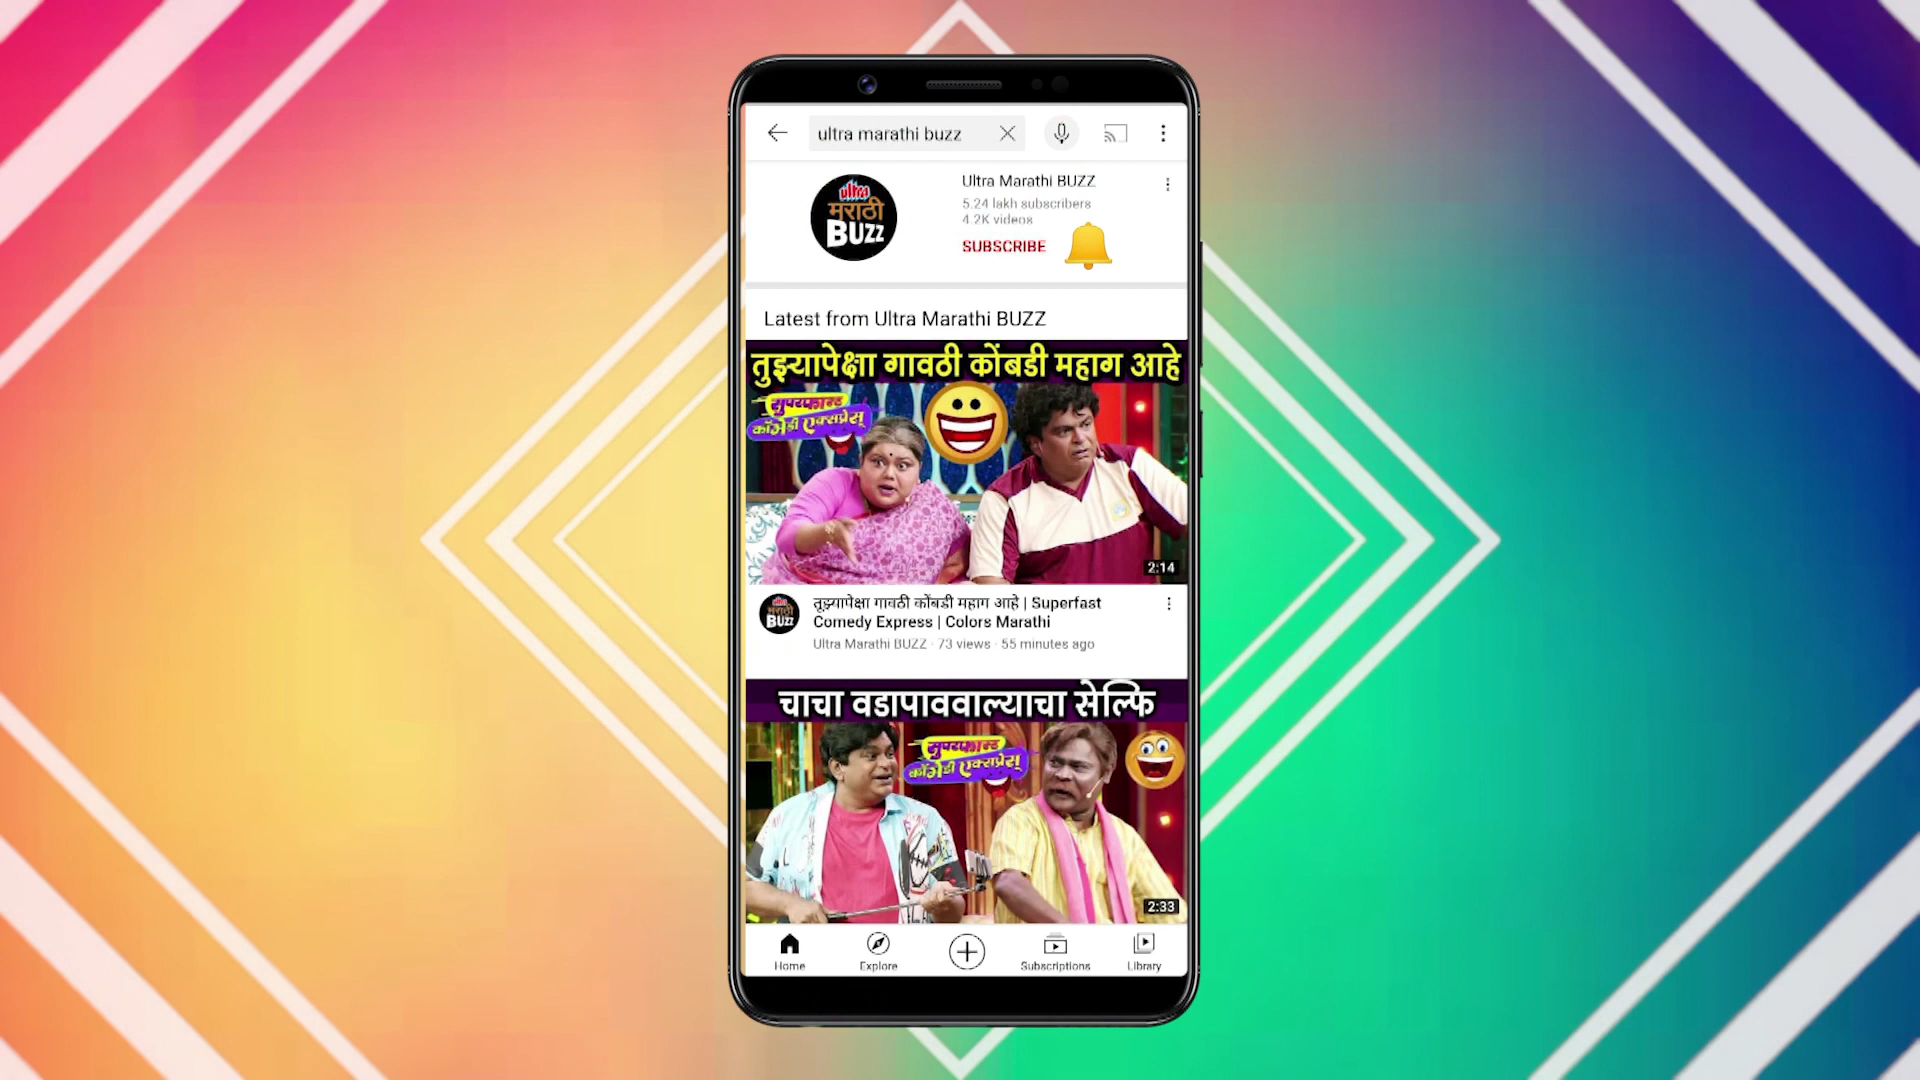 ultra marathi buzz
ultra
मराठी
BUZZ
Ultra Marathi BUZZ
5.24 lakh subscribers
4.2K videos
SUBSCRIBE
Latest from Ultra Marathi BUZZ
तुझ्यापेक्षा गावठी कोंबडी महाग आहे
सुपरफास्ट
कॉमेडी एक्सप्रेस्
2:14
ultra
मराठी
BUZZ
तूझ्यापेक्षा गावठी कोंबडी महाग आहे | Superfast
Comedy Express | Colors Marathi
Ultra Marathi BUZZ · 73 views · 55 minutes ago
चाचा वडापाववाल्याचा सेल्फि
सुपरफास्ट
कॉमेडी एक्सप्रेस्
2:33
Home
Explore
Subscriptions
Library